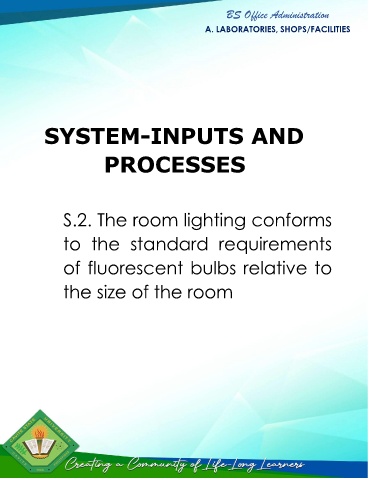 BS Office Administration
A. LABORATORIES, SHOPS/FACILITIES
SYSTEM-INPUTS AND
PROCESSES
S.2. The room lighting conforms
to the standard requirements
of fluorescent bulbs relative to
the size of the room
Creating a Community of Life-Long Learners